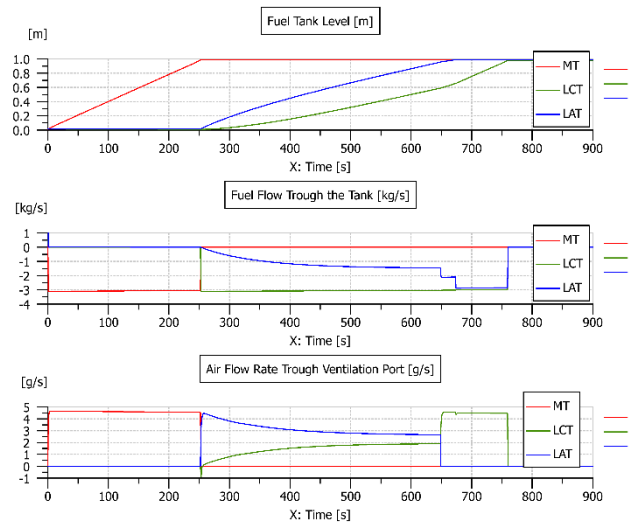 Fuel Tank Level [m]
[m]
1.0
0.8
0.6
0.4
0.2
0.0
MT
LCT
LAT
0 100 200 300 400 500 600 700 800 900
X: Time [s]
Fuel Flow Trough the Tank [kg/s]
[kg/s]
1
0
-1
-2
-3
-4
MT
LCT
LAT
0 100 200 300 400 500 600 700 800 900
X: Time [s]
Air Flow Rate Trough Ventilation Port [g/s]
[g/s]
5
4
3
2
1
0
-1
MT
LCT
LAT
0 100 200 300 400 500 600 700 800 900
X: Time [s]